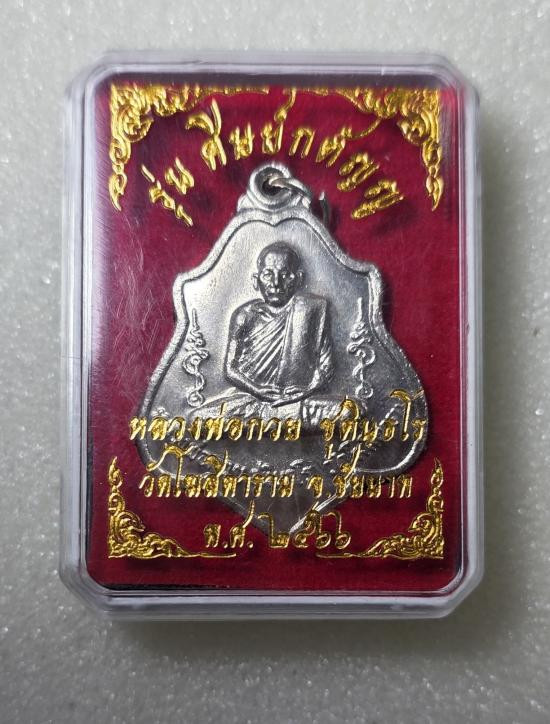 รุ่น ศิษย์กตัญญู
หลวงพ่อกวย ชุตินธโร
วัดโฆสิตาราม จ.ชัยนาท
พ.ศ.๒๕๖๖